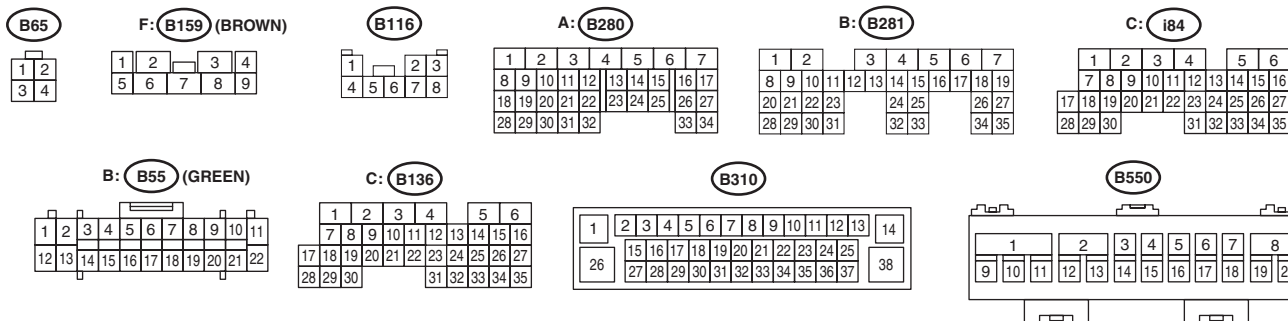 B65
1 2
3 4
F: B159 (BROWN)
1 2 3 4
5 6 7 8 9
B116
1 2 3
4 5 6 7 8
A: B280
1 2 3 4 5 6 7
8 9 10 11 12 13 14 15 16 17
18 19 20 21 22 23 24 25 26 27
28 29 30 31 32 33 34
B: B281
1 2 3 4 5 6 7
8 9 10 11 12 13 14 15 16 17 18 19
20 21 22 23 24 25 26 27
28 29 30 31 32 33 34 35
C: i84
1 2 3 4 5 6
7 8 9 10 11 12 13 14 15 16
17 18 19 20 21 22 23 24 25 26 27
28 29 30 31 32 33 34 35
B: B55 (GREEN)
1 2 3 4 5 6 7 8 9 10 11
12 13 14 15 16 17 18 19 20 21 22
C: B136
1 2 3 4 5 6
7 8 9 10 11 12 13 14 15 16
17 18 19 20 21 22 23 24 25 26 27
28 29 30 31 32 33 34 35
B310
1 2 3 4 5 6 7 8 9 10 11 12 13 14
15 16 17 18 19 20 21 22 23 24 25
26 27 28 29 30 31 32 33 34 35 36 37 38
B550
1 2 3 4 5 6 7 8
9 10 11 12 13 14 15 16 17 18 19